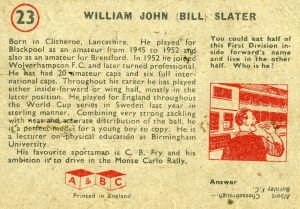 23
WILLIAM JOHN (BILL) SLATER
Born in Clitheroe, Lancashire. He played for
Blackpool as an amateur from 1945 to 1952 and
also as an amateur for Brentford. In 1952 he joined
Wolverhampton F.C. and later turned professional.
He has had 20 amateur caps and six full inter-
national caps. Throughout his career he has played
either inside-forward or wing half, mostly in the
latter position. He played for England throughout
the World Cup series in Sweden last year in
sterling manner. Combining very strong tackling
with neat and accurate distribution of the ball, he
is a perfect model for a young boy to copy. He is
a lecturer on physical education at Birmingham
University.
His favourite sportsman is C. B. Fry and his
ambition is to drive in the Monte Carlo Rally.
A & B C
Printed in England
You could eat half of
this First Division in-
side forward's name
and live in the other
half. Who is he?
Answer
Albert
Cheesebrough—
Burnley F.C.